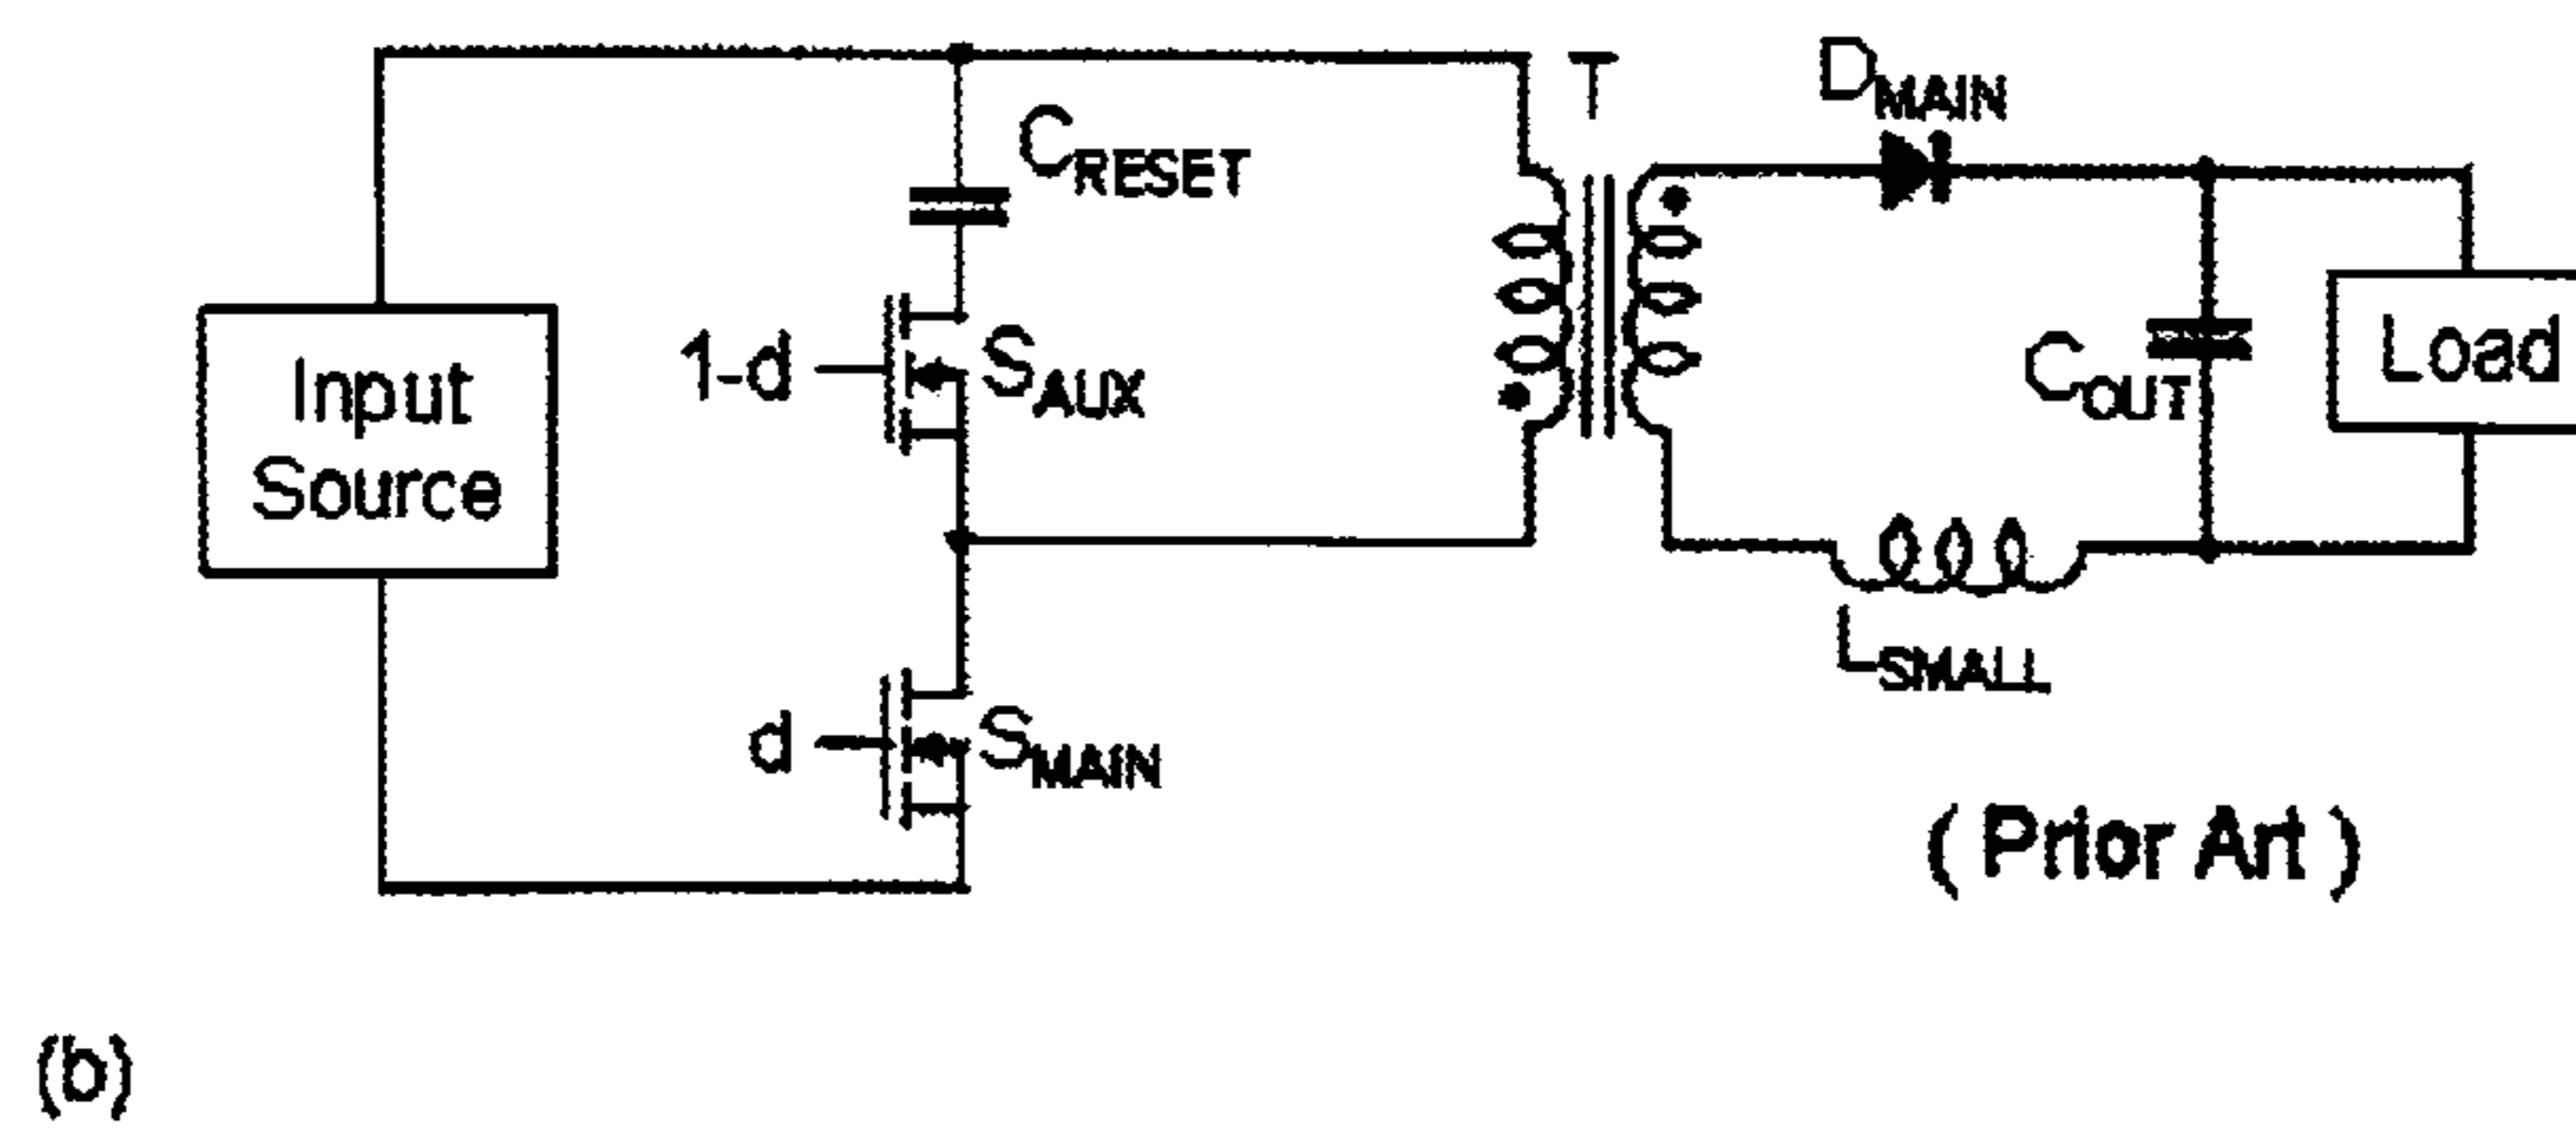 T
D_MAIN
C_RESET
Input
Source
1-d
S_AUX
C_OUT
Load
L_SMALL
d
S_MAIN
( Prior Art )
(b)